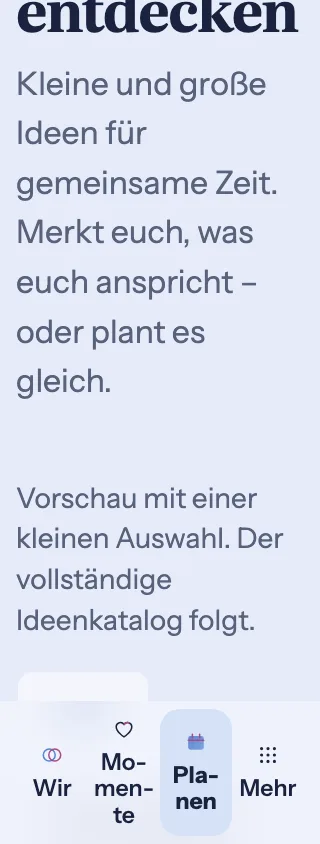 entdecken
Kleine und große
Ideen für
gemeinsame Zeit.
Merkt euch, was
euch anspricht –
oder plant es
gleich.
Vorschau mit einer
kleinen Auswahl. Der
vollständige
Ideenkatalog folgt.
Wir
Mo-
men-
te
Pla-
nen
Mehr